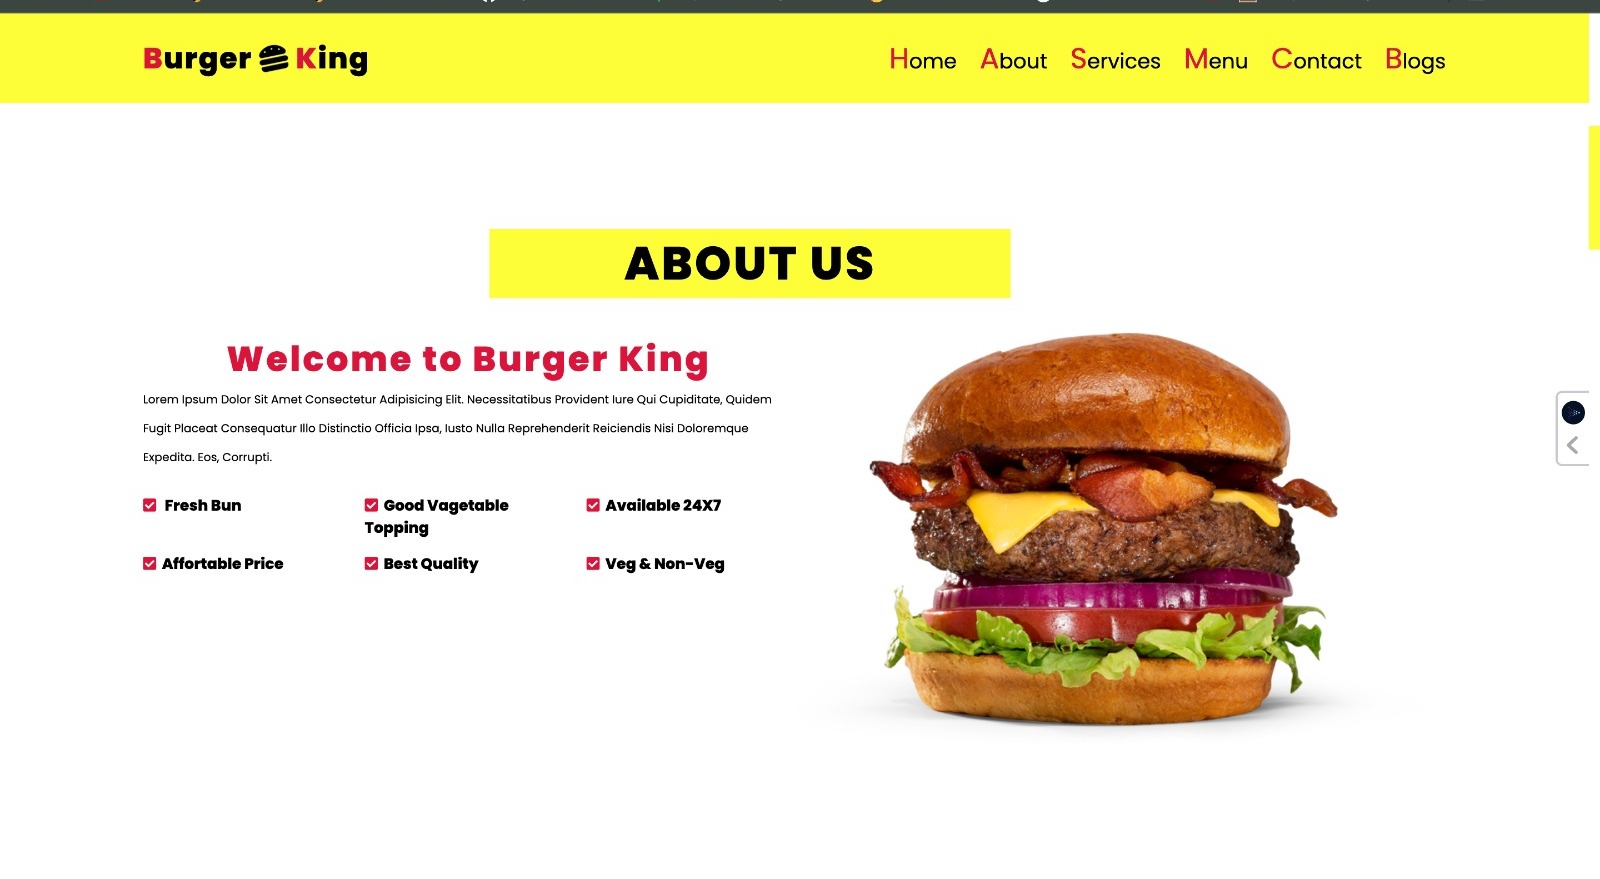 Burger King
Home About Services Menu Contact Blogs
ABOUT US
Welcome to Burger King
Lorem Ipsum Dolor Sit Amet Consectetur Adipisicing Elit. Necessitatibus Provident Iure Qui Cupiditate, Quidem
Fugit Placeat Consequatur Illo Distinctio Officia Ipsa, Iusto Nulla Reprehenderit Reiciendis Nisi Doloremque
Expedita. Eos, Corrupti.
Fresh Bun
Good Vagetable
Topping
Available 24X7
Affortable Price
Best Quality
Veg & Non-Veg